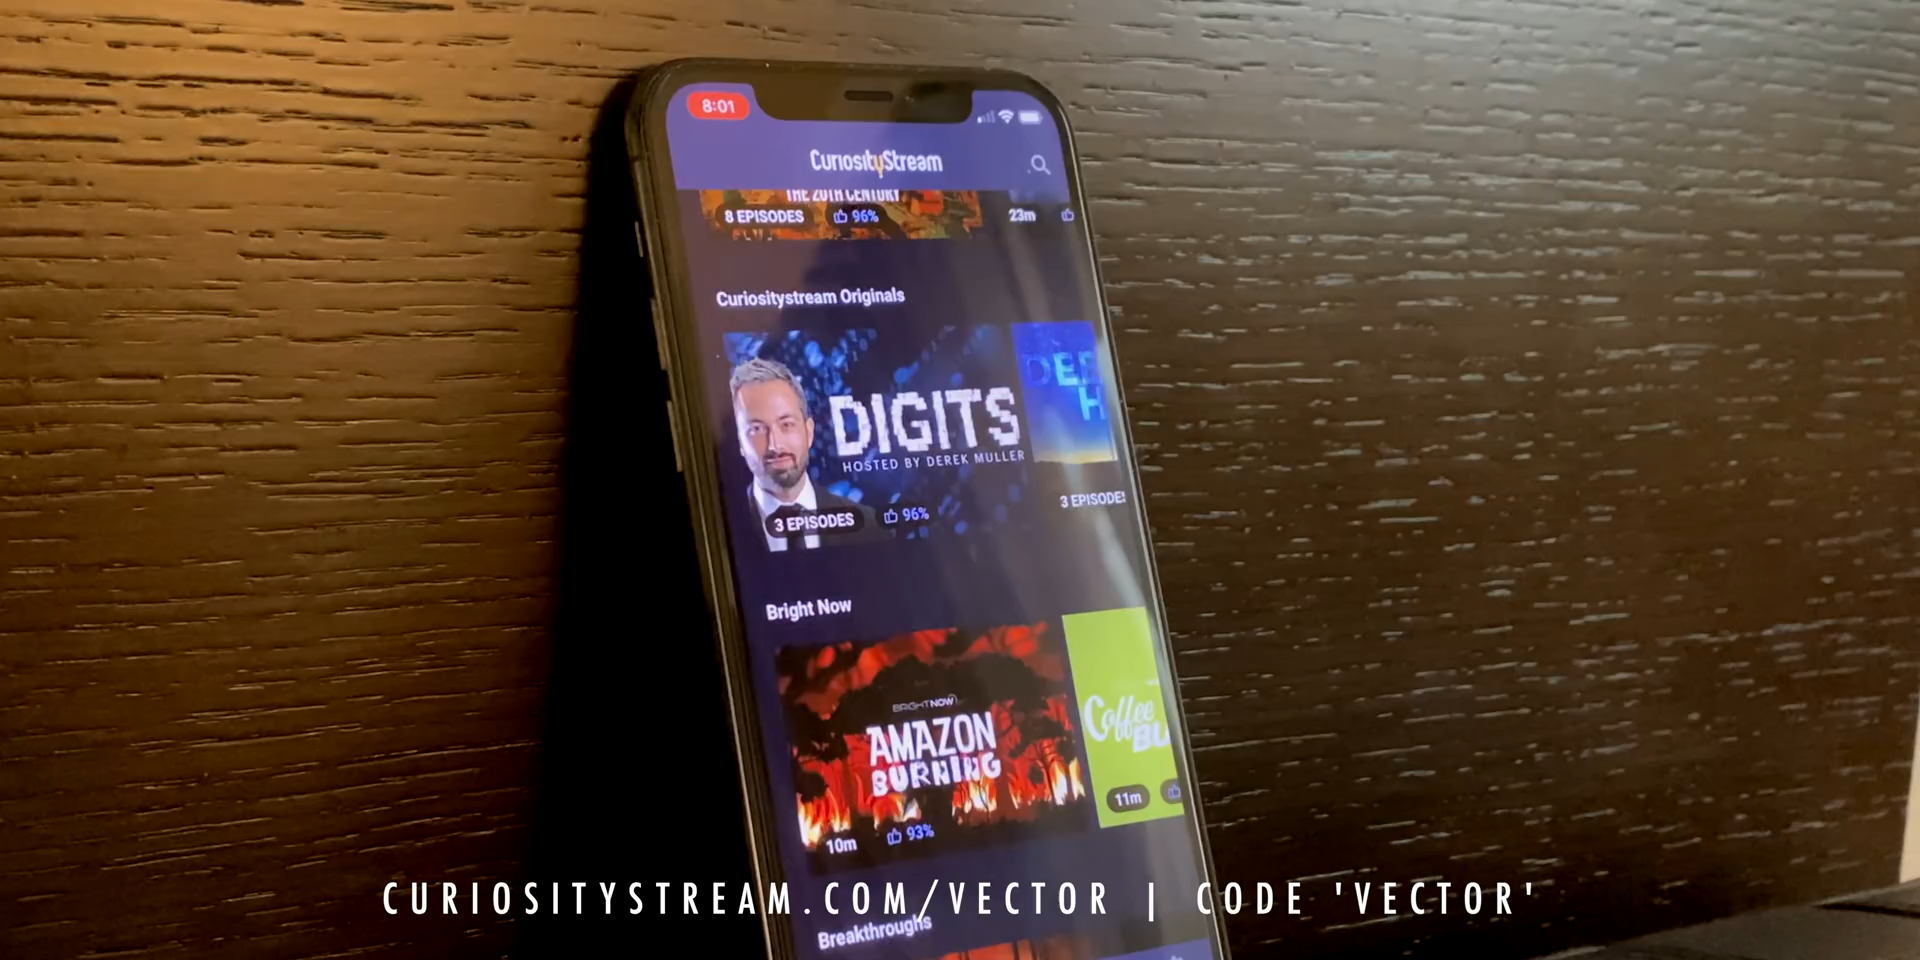 8:01
CuriosityStream
THE 20TH CENTURY
8 EPISODES 96% 23m
Curiositystream Originals
DIGITS
HOSTED BY DEREK MULLER
3 EPISODES 96%
3 EPISODES
Bright Now
BRIGHTNOW
AMAZON
BURNING
10m 93%
Coffee
11m
CURIOSITYSTREAM.COM/VECTOR | CODE 'VECTOR'
Breakthroughs